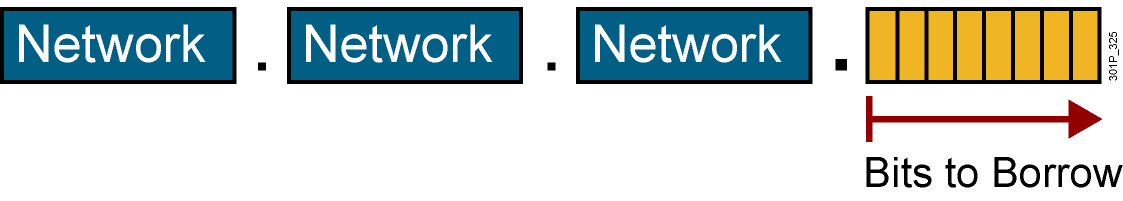 Network . Network . Network .
301P_325
Bits to Borrow